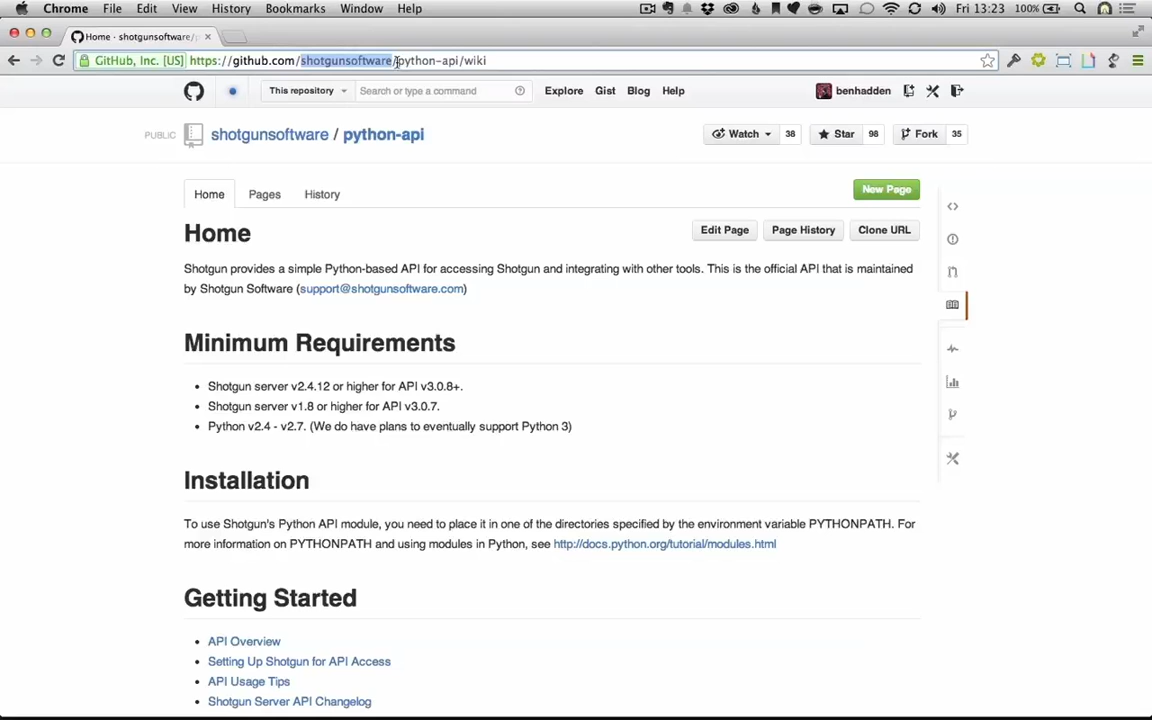 Chrome File Edit View History Bookmarks Window Help Fri 13:23 100%
Home · shotgunsoftware/p
GitHub, Inc. [US] https://github.com/shotgunsoftware/python-api/wiki
This repository Search or type a command Explore Gist Blog Help benhadden
PUBLIC shotgunsoftware / python-api Watch 38 Star 98 Fork 35
Home Pages History New Page
Home Edit Page Page History Clone URL
Shotgun provides a simple Python-based API for accessing Shotgun and integrating with other tools. This is the official API that is maintained
by Shotgun Software (support@shotgunsoftware.com)
Minimum Requirements
• Shotgun server v2.4.12 or higher for API v3.0.8+.
• Shotgun server v1.8 or higher for API v3.0.7.
• Python v2.4 - v2.7. (We do have plans to eventually support Python 3)
Installation
To use Shotgun's Python API module, you need to place it in one of the directories specified by the environment variable PYTHONPATH. For
more information on PYTHONPATH and using modules in Python, see http://docs.python.org/tutorial/modules.html
Getting Started
• API Overview
• Setting Up Shotgun for API Access
• API Usage Tips
• Shotgun Server API Changelog